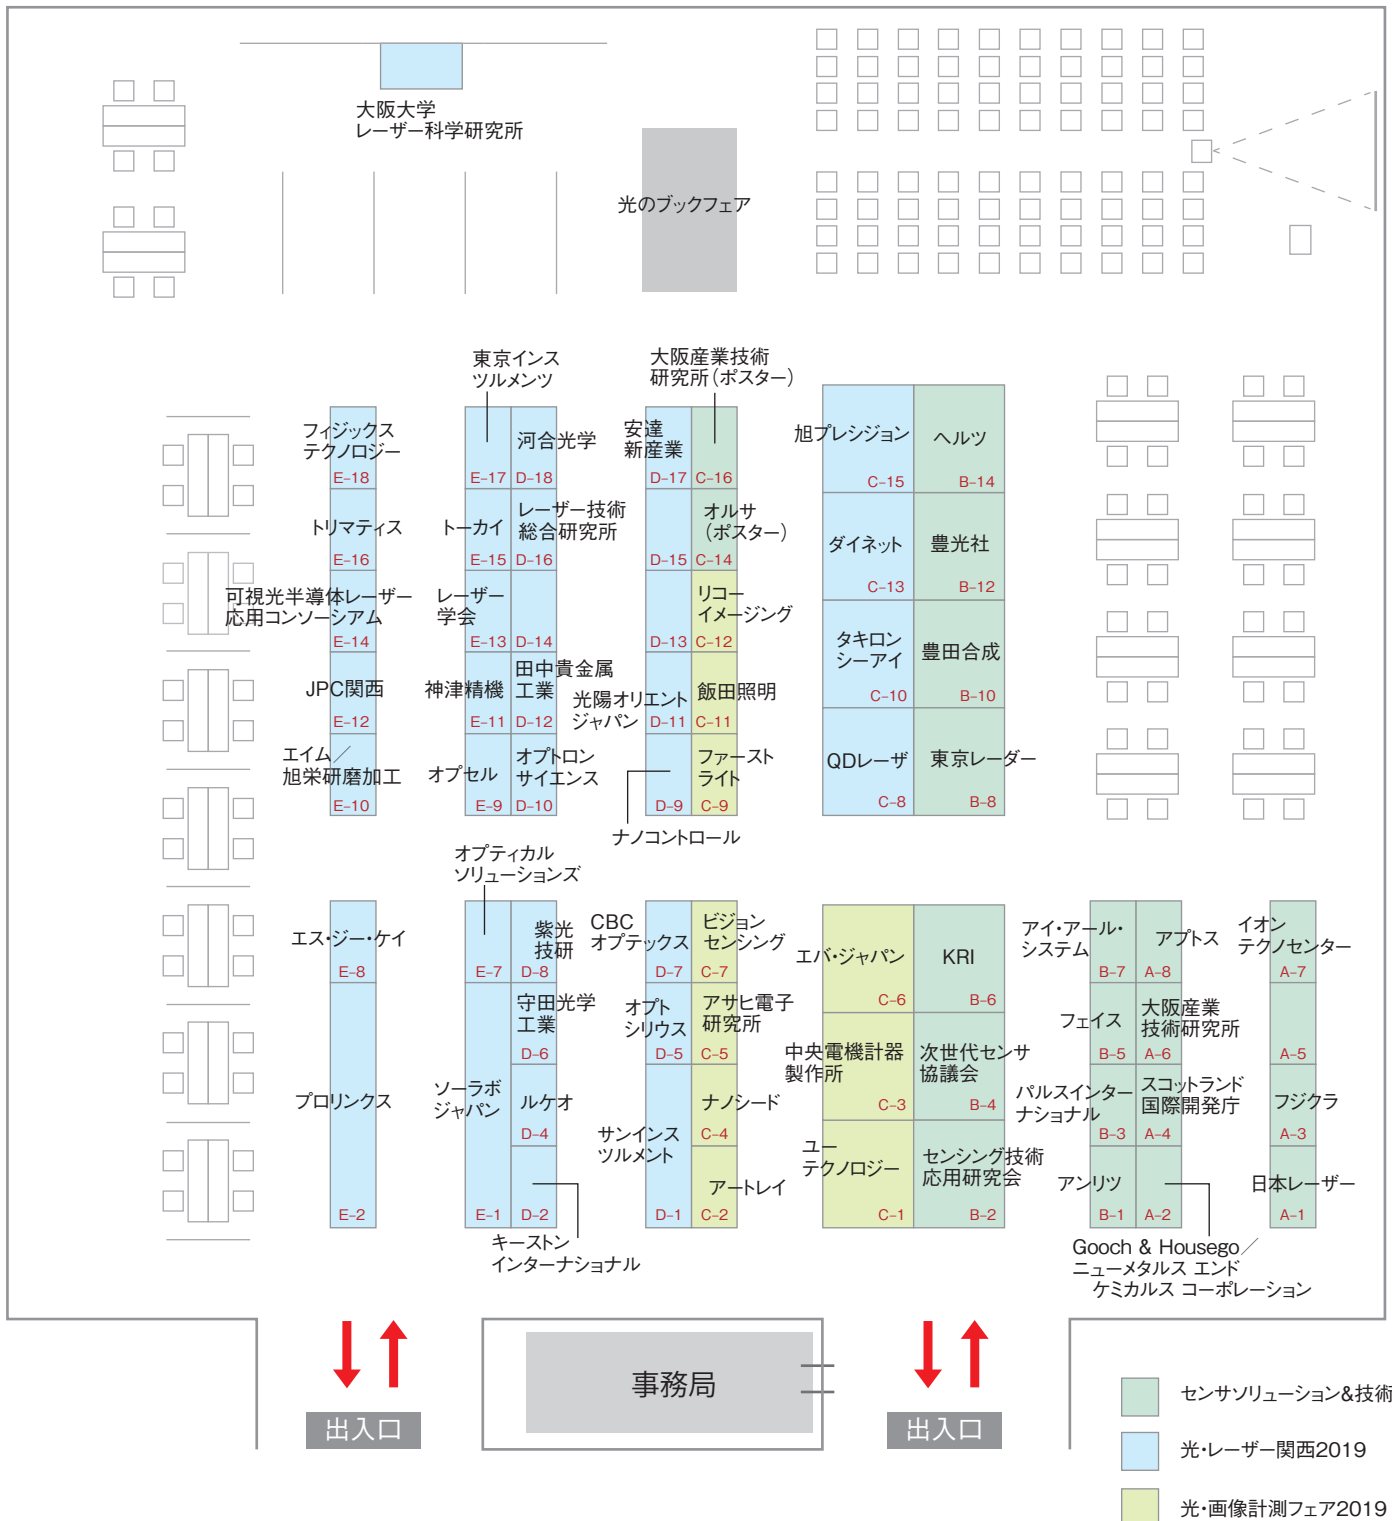 大阪大学
レーザー科学研究所
光のブックフェア
東京インス
ツルメンツ
大阪産業技術
研究所（ポスター）
フィジックス
テクノロジー
E-18
E-17
河合光学
D-18
安達
新産業
D-17
C-16
旭プレシジョン
C-15
ヘルツ
B-14
トリマティス
E-16
トーカイ
E-15
レーザー技術
総合研究所
D-16
D-15
オルサ
（ポスター）
C-14
ダイネット
C-13
豊光社
B-12
可視光半導体レーザー
応用コンソーシアム
E-14
レーザー
学会
E-13
D-14
D-13
リコー
イメージング
C-12
タキロン
シーアイ
C-10
豊田合成
B-10
JPC関西
E-12
神津精機
E-11
田中貴金属
工業
D-12
光陽オリエント
ジャパン
D-11
飯田照明
C-11
エイム／
旭栄研磨加工
E-10
オプセル
E-9
オプトロン
サイエンス
D-10
D-9
ファースト
ライト
C-9
QDレーザ
C-8
東京レーダー
B-8
ナノコントロール
オプティカル
ソリューションズ
エス・ジー・ケイ
E-8
E-7
紫光
技研
D-8
CBC
オプテックス
D-7
ビジョン
センシング
C-7
エバ・ジャパン
C-6
KRI
B-6
アイ・アール・
システム
B-7
アプトス
A-8
イオン
テクノセンター
A-7
守田光学
工業
D-6
オプト
シリウス
D-5
アサヒ電子
研究所
C-5
中央電機計器
製作所
C-3
次世代センサ
協議会
B-4
フェイス
B-5
大阪産業
技術研究所
A-6
A-5
プロリンクス
E-2
ソーラボ
ジャパン
E-1
ルケオ
D-4
サンインス
ツルメント
D-1
ナノシード
C-4
パルスインター
ナショナル
B-3
スコットランド
国際開発庁
A-4
フジクラ
A-3
D-2
アートレイ
C-2
ユー
テクノロジー
C-1
センシング技術
応用研究会
B-2
アンリツ
B-1
A-2
日本レーザー
A-1
キーストン
インターナショナル
Gooch & Housego／
ニューメタルス エンド
ケミカルス コーポレーション
事務局
出入口
出入口
センサソリューション&技術
光・レーザー関西2019
光・画像計測フェア2019